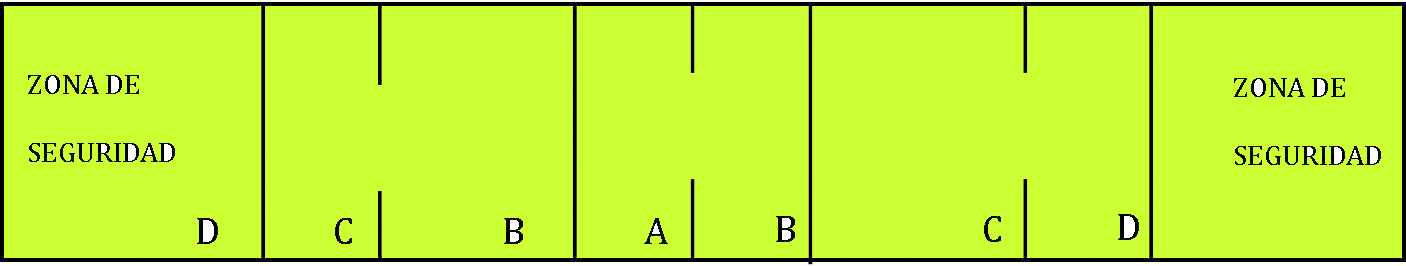 ZONA DE
SEGURIDAD
ZONA DE
SEGURIDAD
D C B A B C D